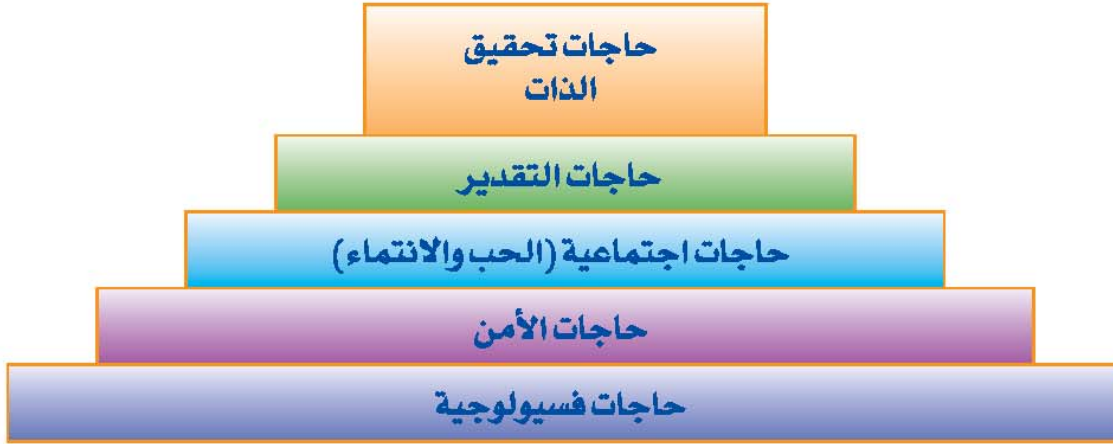 حاجات تحقيق
الذات
حاجات التقدير
حاجات اجتماعية (الحب والانتماء)
حاجات الأمن
حاجات فسيولوجية